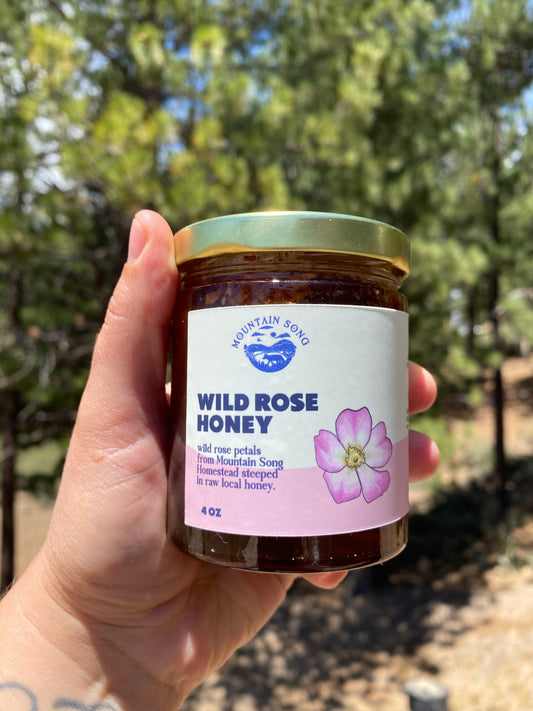 MOUNTAIN SONG
WILD ROSE
HONEY
wild rose petals
from Mountain Song
Homestead steeped
in raw local honey.
4 OZ